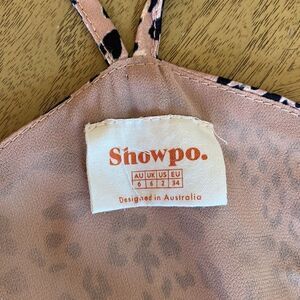 Showpo.
AU UK US EU
6 6 2 34
Designed in Australia